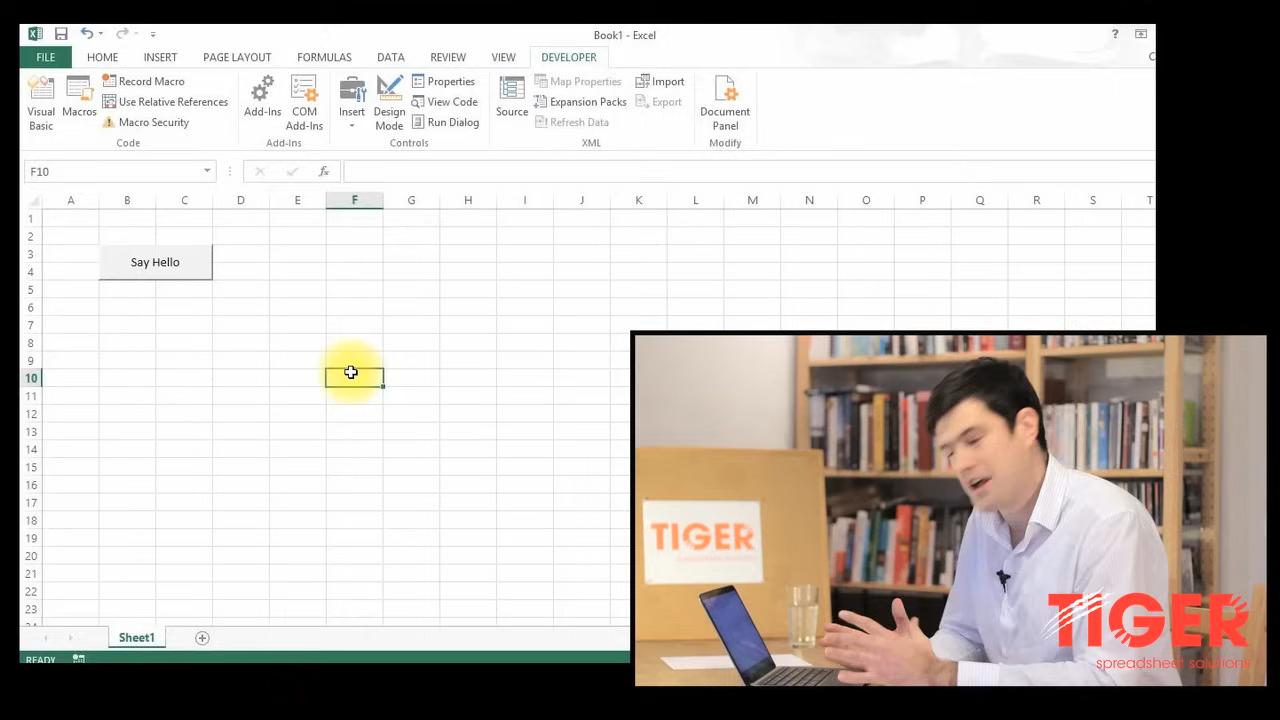 Book1 - Excel
?
FILE HOME INSERT PAGE LAYOUT FORMULAS DATA REVIEW VIEW DEVELOPER
Visual Basic
Macros
Record Macro
Use Relative References
Macro Security
Code
Add-Ins
COM Add-Ins
Add-Ins
Insert
Design Mode
Properties
View Code
Run Dialog
Controls
Source
Map Properties
Expansion Packs
Refresh Data
Import
Export
XML
Document Panel
Modify
F10
fx
A B C D E F G H I J K L M N O P Q R S T
1
2
3
Say Hello
4
5
6
7
8
9
10
11
12
13
14
15
16
17
18
19
20
21
22
23
Sheet1
READY
TIGER
TIGER
spreadsheet solutions